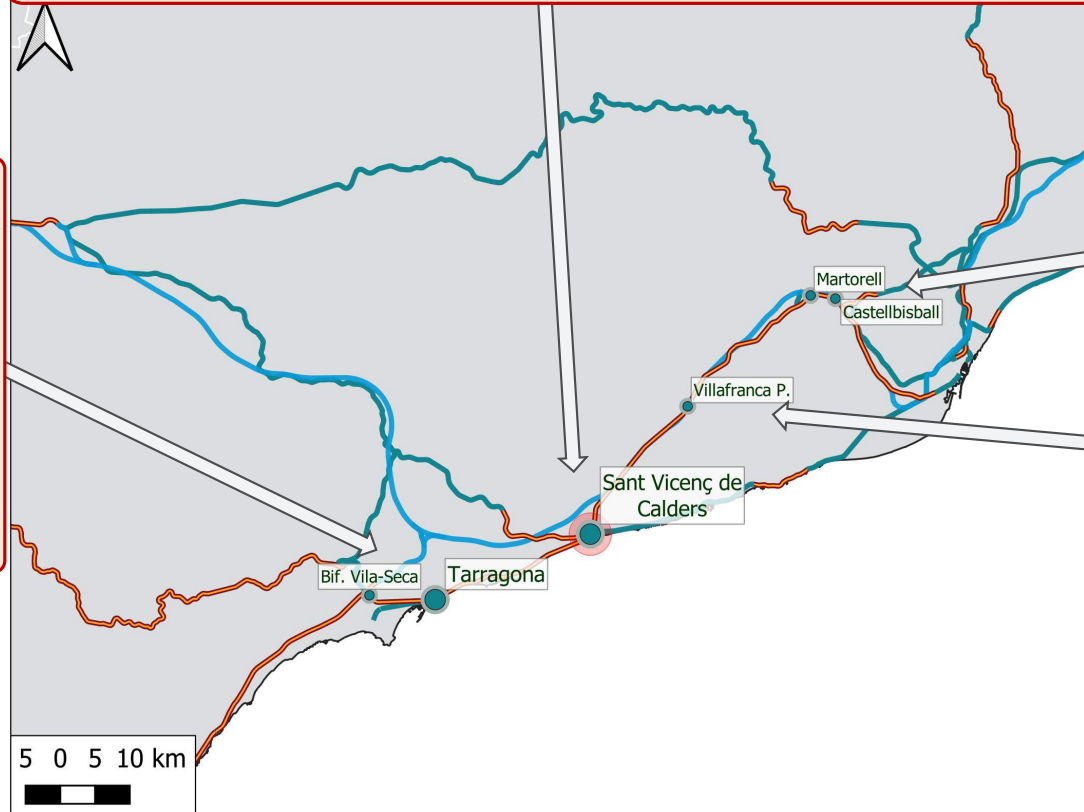 Martorell
Castellbisball
Villafranca P.
Sant Vicenç de
Calders
Bif. Vila-Seca
Tarragona
5 0 5 10 km